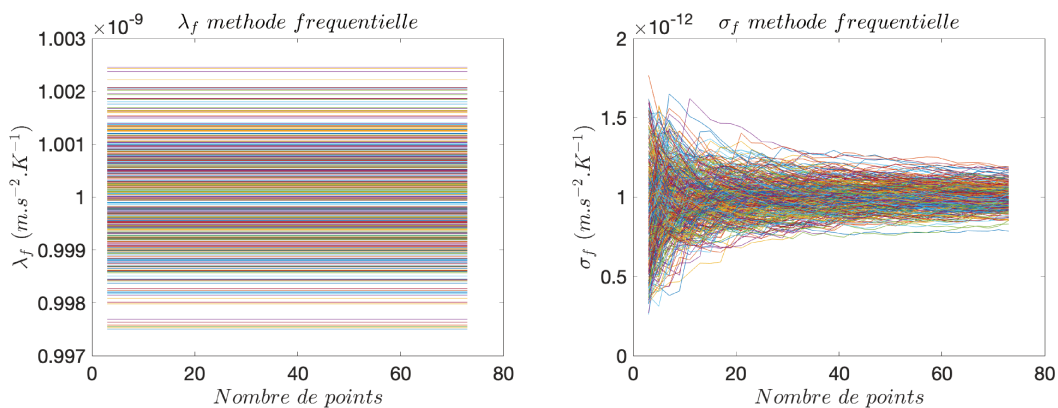 ×10⁻⁹ λ_f methode frequentielle
1.003
1.002
1.001
1
0.999
0.998
0.997
λ_f (m.s⁻².K⁻¹)
0 20 40 60 80
Nombre de points
×10⁻¹² σ_f methode frequentielle
2
1.5
1
0.5
0
σ_f (m.s⁻².K⁻¹)
0 20 40 60 80
Nombre de points